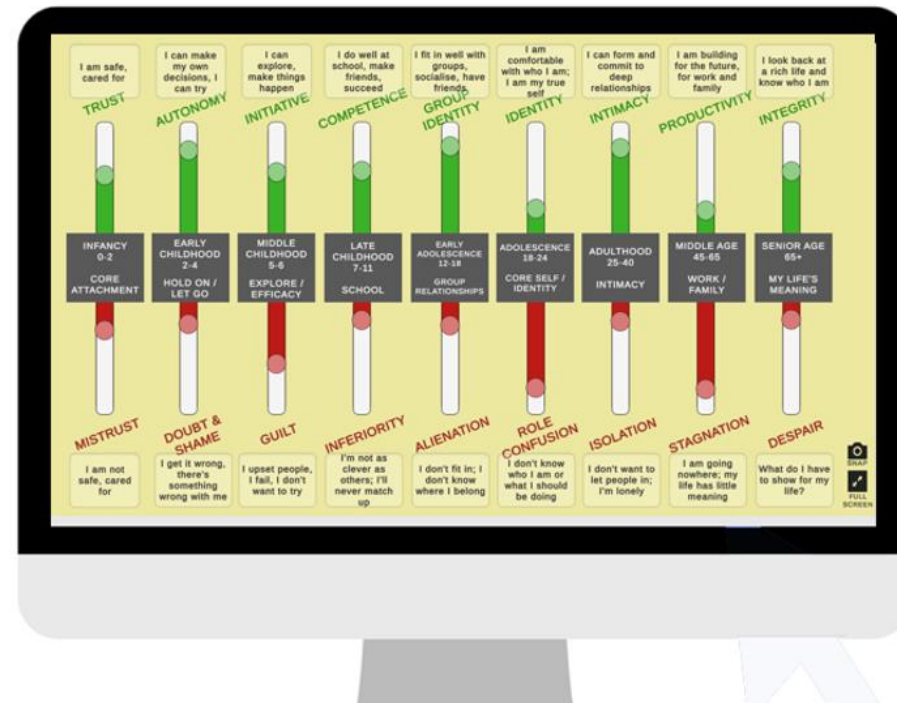 I am safe,
cared for
I can make
my own
decisions, I
can try
I can
explore,
make things
happen
I do well at
school, make
friends,
succeed
I fit in well with
groups,
socialise, have
friends
I am
comfortable
with who I am;
I am my true
self
I can form and
commit to
deep
relationships
I am building
for the future,
for work and
family
I look back at
a rich life and
know who I am
TRUST
AUTONOMY
INITIATIVE
COMPETENCE
GROUP
IDENTITY
IDENTITY
INTIMACY
PRODUCTIVITY
INTEGRITY
INFANCY
0-2
CORE
ATTACHMENT
EARLY
CHILDHOOD
2-4
HOLD ON /
LET GO
MIDDLE
CHILDHOOD
5-6
EXPLORE /
EFFICACY
LATE
CHILDHOOD
7-11
SCHOOL
EARLY
ADOLESCENCE
12-18
GROUP
RELATIONSHIPS
ADOLESCENCE
18-24
CORE SELF /
IDENTITY
ADULTHOOD
25-40
INTIMACY
MIDDLE AGE
45-65
WORK /
FAMILY
SENIOR AGE
65+
MY LIFE'S
MEANING
MISTRUST
DOUBT &
SHAME
GUILT
INFERIORITY
ALIENATION
ROLE
CONFUSION
ISOLATION
STAGNATION
DESPAIR
I am not
safe, cared
for
I get it wrong,
there's
something
wrong with me
I upset people,
I fail, I don't
want to try
I'm not as
clever as
others; I'll
never match
up
I don't fit in; I
don't know
where I belong
I don't know
who I am or
what I should
be doing
I don't want to
let people in;
I'm lonely
I am going
nowhere; my
life has little
meaning
What do I have
to show for my
life?
SNAP
FULL
SCREEN